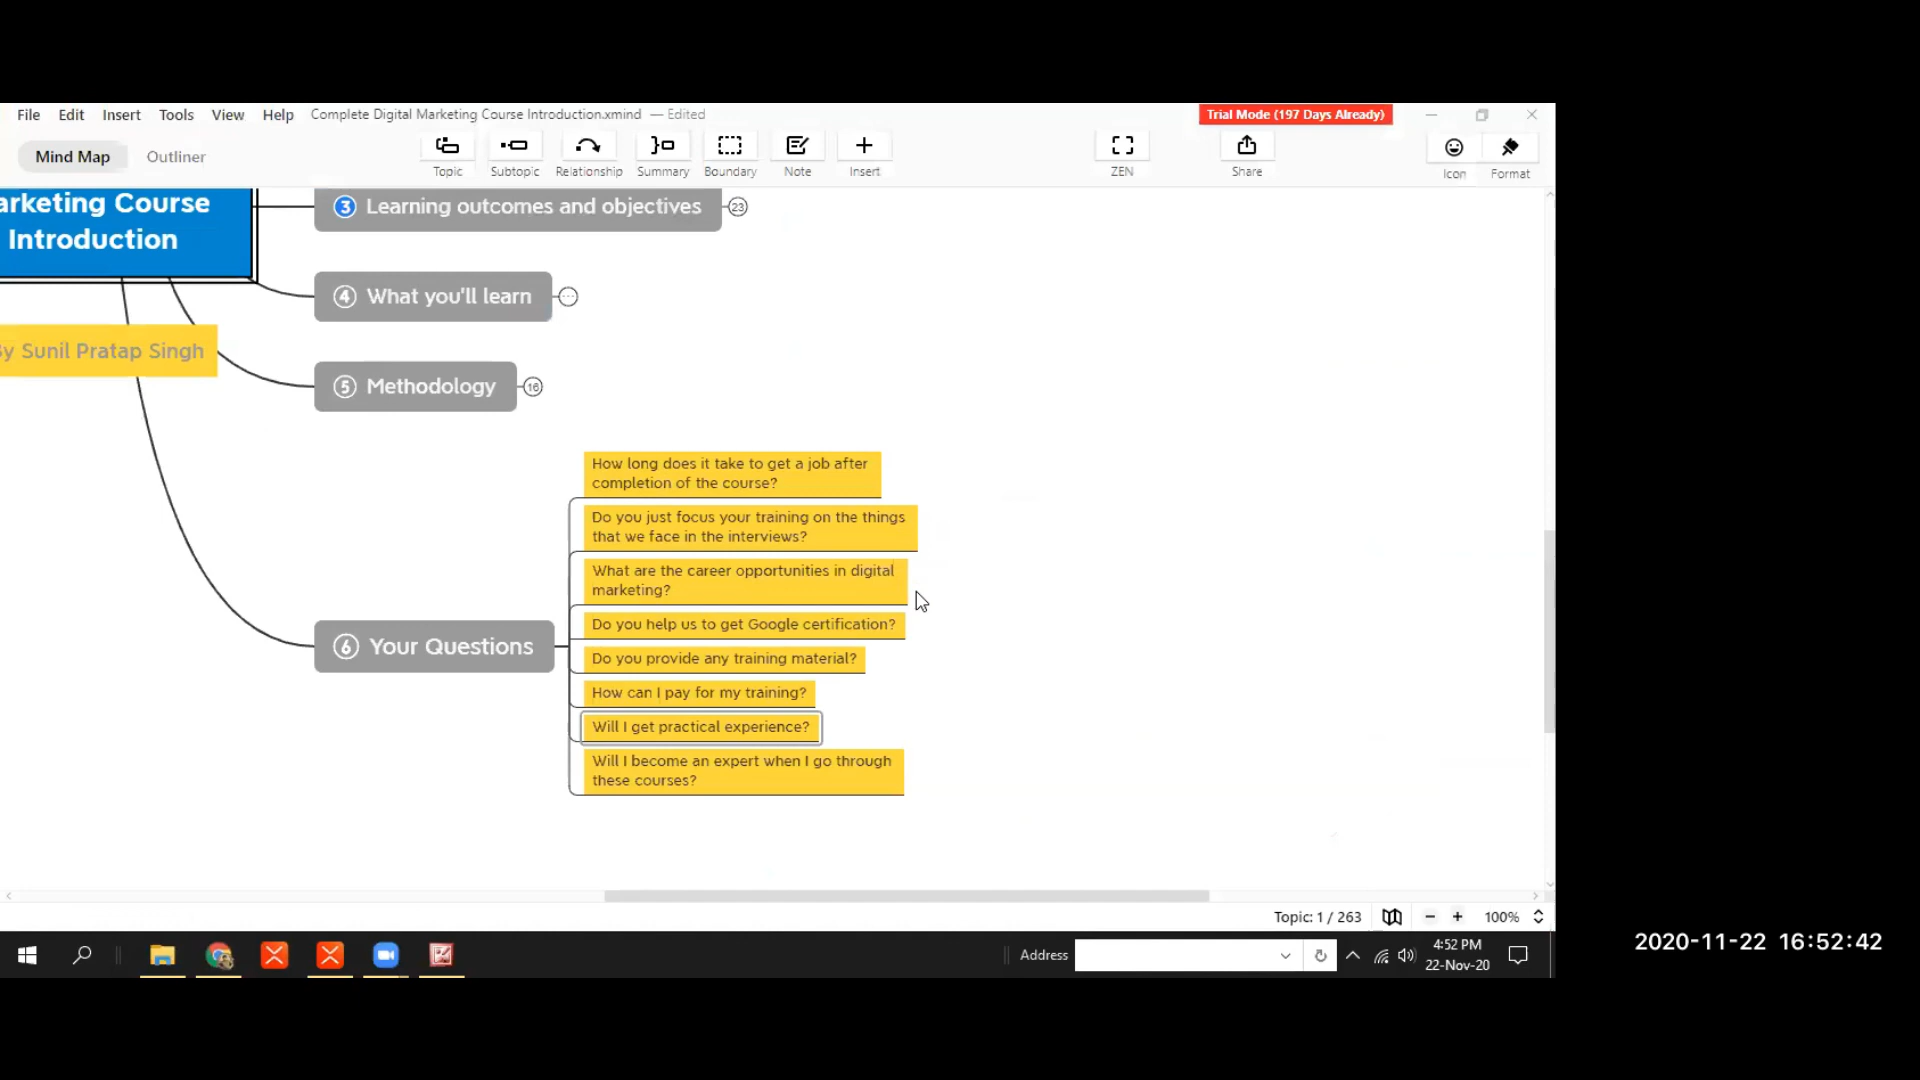 File Edit Insert Tools View Help Complete Digital Marketing Course Introduction.xmind — Edited Trial Mode (197 Days Already)
Mind Map Outliner
Topic Subtopic Relationship Summary Boundary Note Insert ZEN Share Icon Format
arketing Course
Introduction
By Sunil Pratap Singh
3 Learning outcomes and objectives 23
4 What you'll learn
5 Methodology 16
6 Your Questions
How long does it take to get a job after
completion of the course?
Do you just focus your training on the things
that we face in the interviews?
What are the career opportunities in digital
marketing?
Do you help us to get Google certification?
Do you provide any training material?
How can I pay for my training?
Will I get practical experience?
Will I become an expert when I go through
these courses?
Topic: 1 / 263 100%
Address
4:52 PM
22-Nov-20
2020-11-22 16:52:42